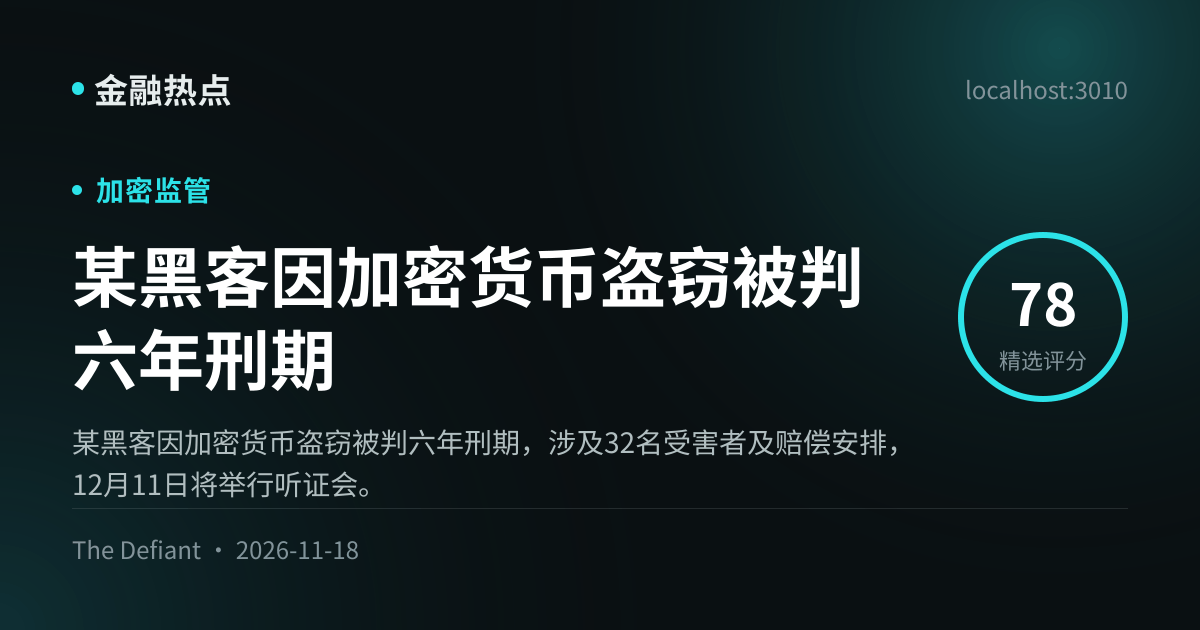 金融热点
localhost:3010
加密监管
某黑客因加密货币盗窃被判
六年刑期
78
精选评分
某黑客因加密货币盗窃被判六年刑期，涉及32名受害者及赔偿安排，
12月11日将举行听证会。
The Defiant · 2026-11-18